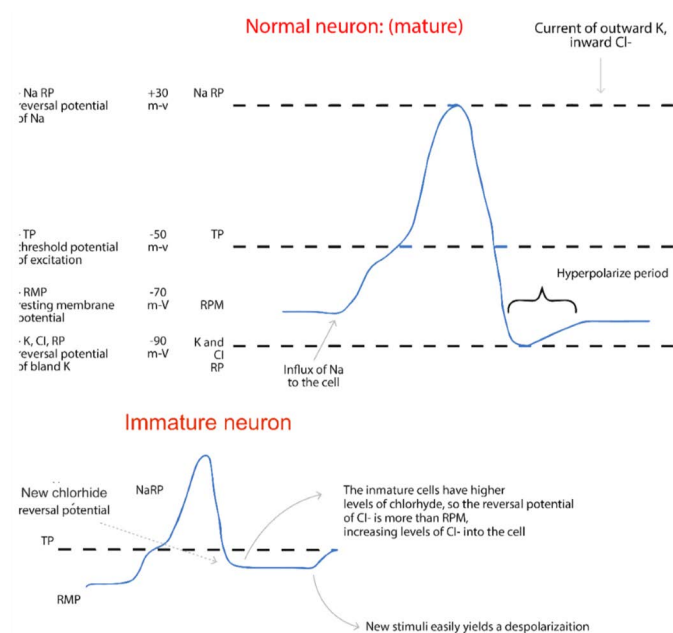 Normal neuron: (mature)
Current of outward K,
inward Cl-
· Na RP
reversal potential
of Na
+30
m-v
Na RP
· TP
threshold potential
of excitation
-50
m-v
TP
Hyperpolarize period
· RMP
resting membrane
potential
-70
m-V
RPM
· K, Cl, RP
reversal potential
of bland K
-90
m-V
K and
Cl
RP
Influx of Na
to the cell
Immature neuron
New chlorhide
reversal potential
NaRP
The inmature cells have higher
levels of chlorhyde, so the reversal potential
of Cl- is more than RPM,
increasing levels of Cl- into the cell
TP
RMP
New stimuli easily yields a despolarizaition